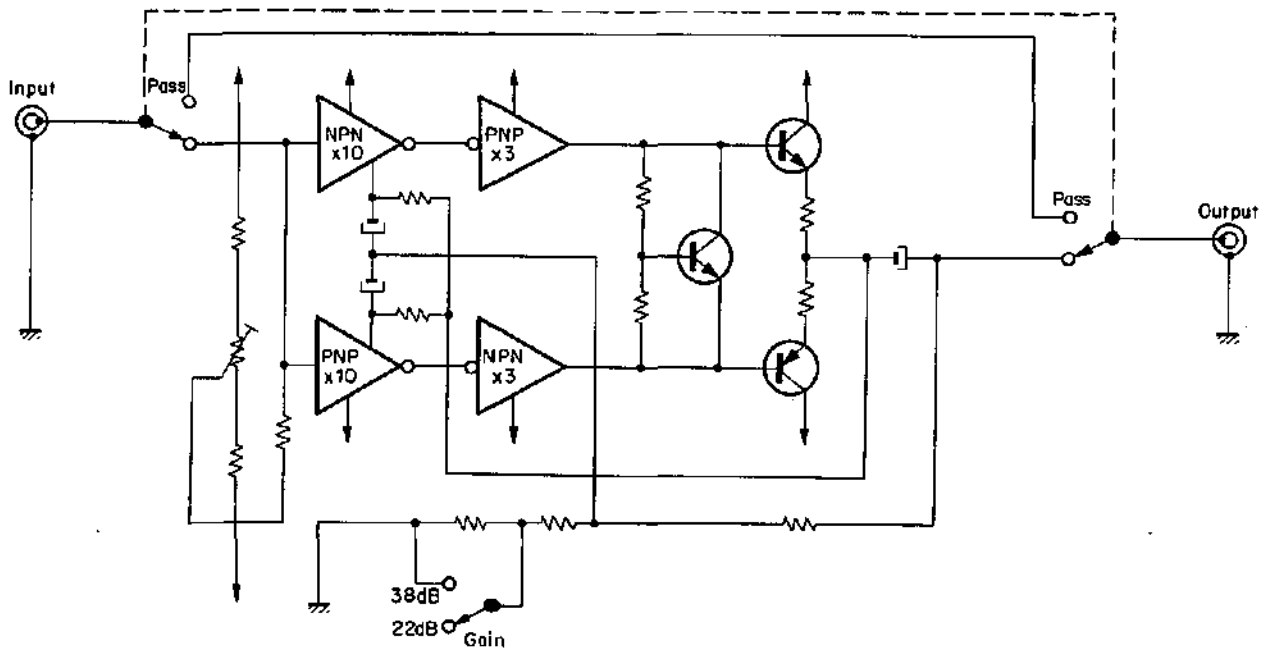 Input
Pass
NPN
x10
PNP
x3
Pass
Output
PNP
x10
NPN
x3
38dB
22dB
Gain